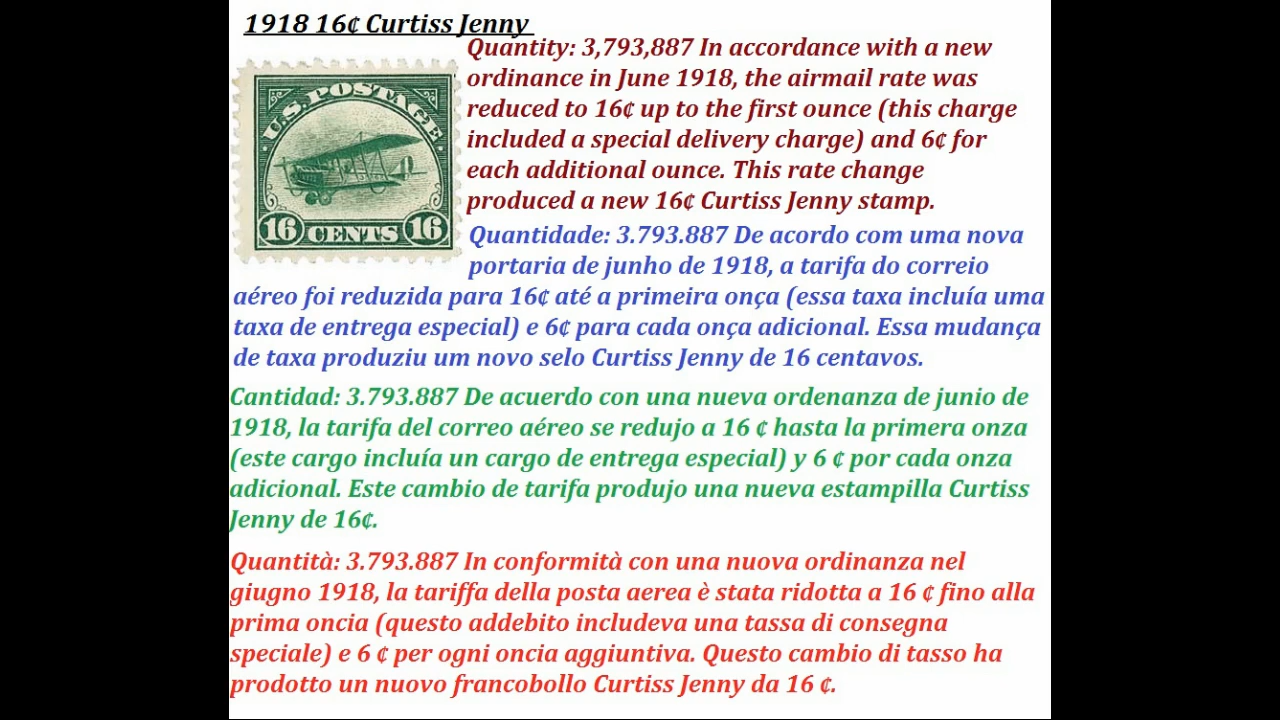 1918 16¢ Curtiss Jenny
U.S. POSTAGE
16 CENTS 16
Quantity: 3,793,887 In accordance with a new
ordinance in June 1918, the airmail rate was
reduced to 16¢ up to the first ounce (this charge
included a special delivery charge) and 6¢ for
each additional ounce. This rate change
produced a new 16¢ Curtiss Jenny stamp.
Quantidade: 3.793.887 De acordo com uma nova
portaria de junho de 1918, a tarifa do correio
aéreo foi reduzida para 16¢ até a primeira onça (essa taxa incluía uma
taxa de entrega especial) e 6¢ para cada onça adicional. Essa mudança
de taxa produziu um novo selo Curtiss Jenny de 16 centavos.
Cantidad: 3.793.887 De acuerdo con una nueva ordenanza de junio de
1918, la tarifa del correo aéreo se redujo a 16 ¢ hasta la primera onza
(este cargo incluía un cargo de entrega especial) y 6 ¢ por cada onza
adicional. Este cambio de tarifa produjo una nueva estampilla Curtiss
Jenny de 16¢.
Quantità: 3.793.887 In conformità con una nuova ordinanza nel
giugno 1918, la tariffa della posta aerea è stata ridotta a 16 ¢ fino alla
prima oncia (questo addebito includeva una tassa di consegna
speciale) e 6 ¢ per ogni oncia aggiuntiva. Questo cambio di tasso ha
prodotto un nuovo francobollo Curtiss Jenny da 16 ¢.